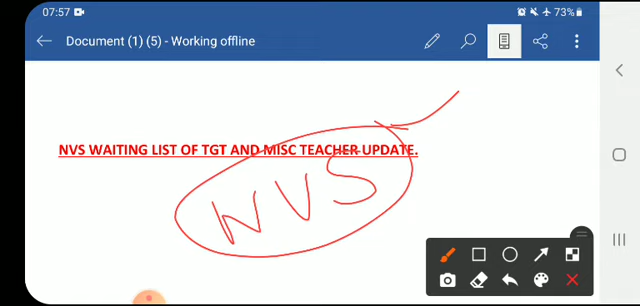 07:57
73%
Document (1) (5) - Working offline
NVS WAITING LIST OF TGT AND MISC TEACHER UPDATE.
NVS